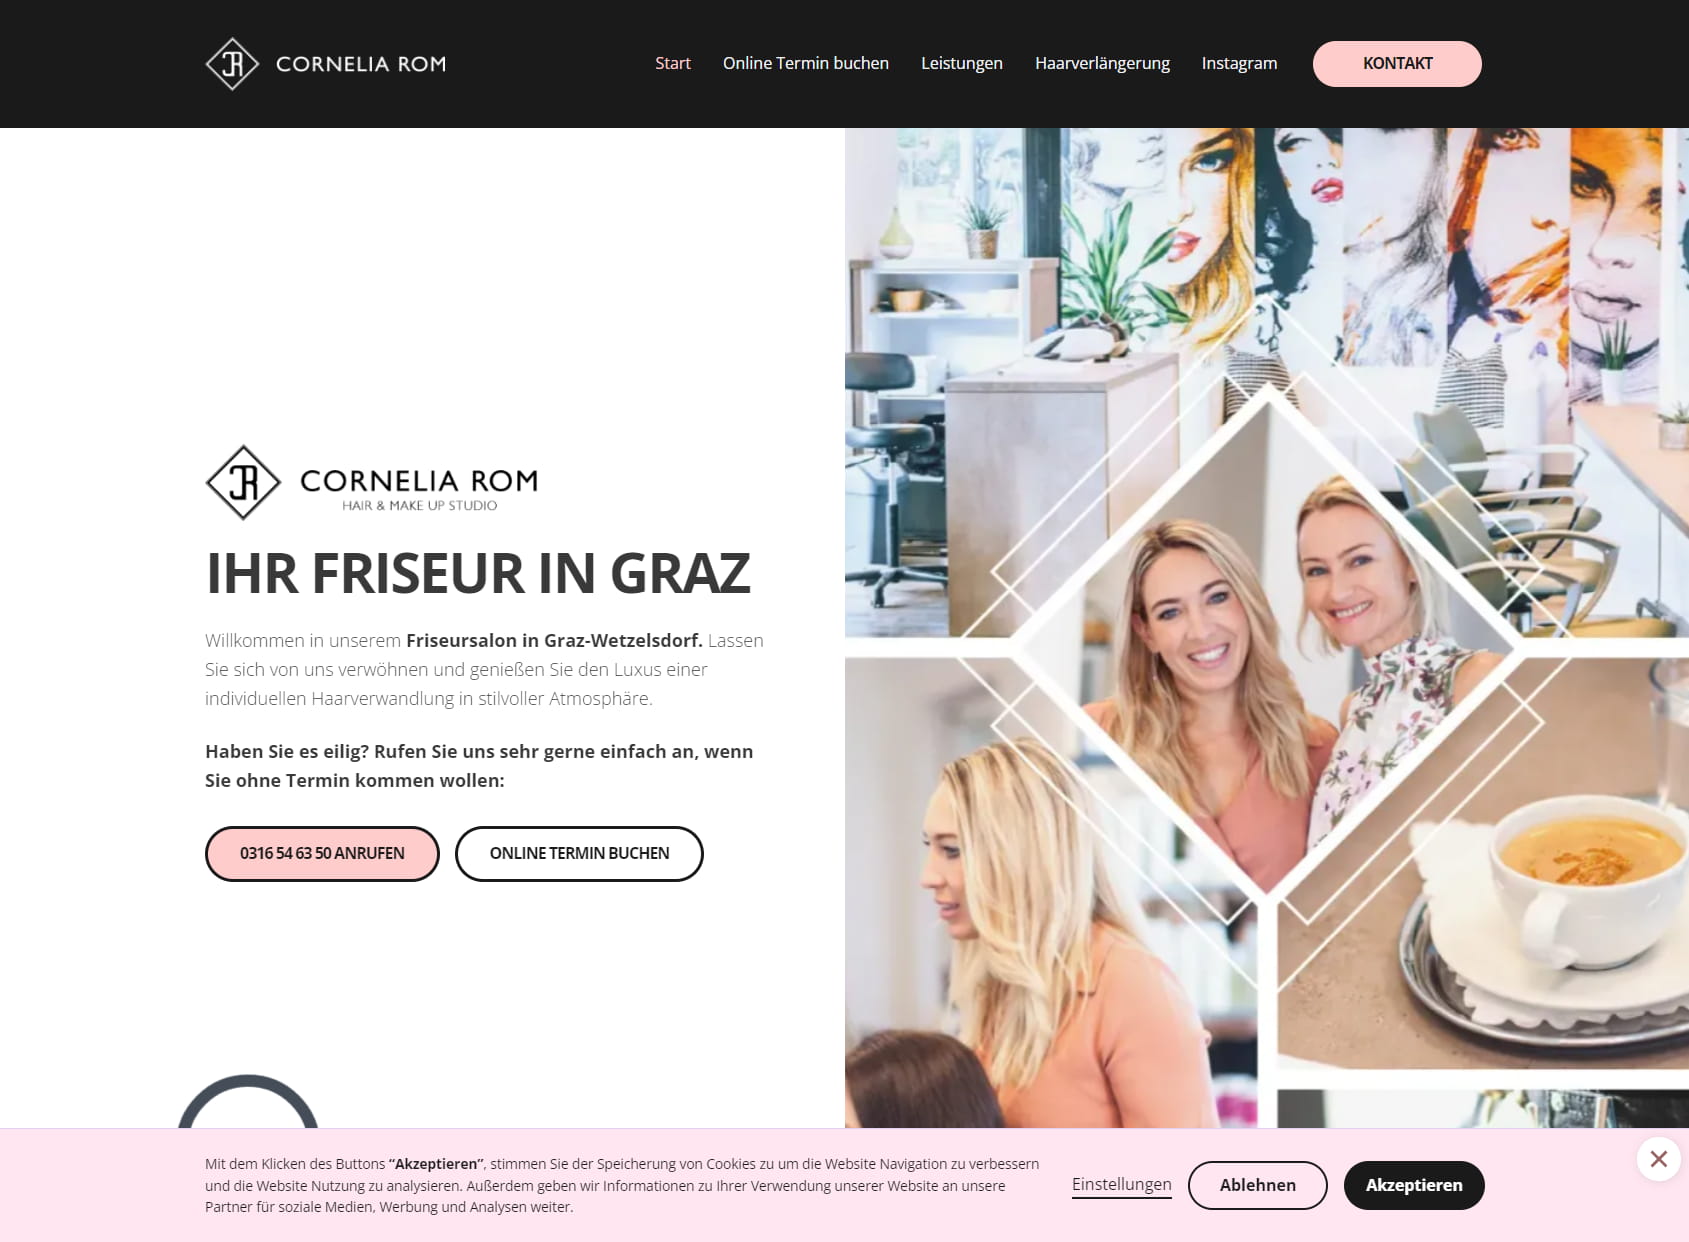 CORNELIA ROM
Start
Online Termin buchen
Leistungen
Haarverlängerung
Instagram
KONTAKT
CORNELIA ROM
HAIR & MAKE UP STUDIO
IHR FRISEUR IN GRAZ
Willkommen in unserem Friseursalon in Graz-Wetzelsdorf. Lassen
Sie sich von uns verwöhnen und genießen Sie den Luxus einer
individuellen Haarverwandlung in stilvoller Atmosphäre.
Haben Sie es eilig? Rufen Sie uns sehr gerne einfach an, wenn
Sie ohne Termin kommen wollen:
0316 54 63 50 ANRUFEN
ONLINE TERMIN BUCHEN
Mit dem Klicken des Buttons “Akzeptieren”, stimmen Sie der Speicherung von Cookies zu um die Website Navigation zu verbessern
und die Website Nutzung zu analysieren. Außerdem geben wir Informationen zu Ihrer Verwendung unserer Website an unsere
Partner für soziale Medien, Werbung und Analysen weiter.
Einstellungen
Ablehnen
Akzeptieren